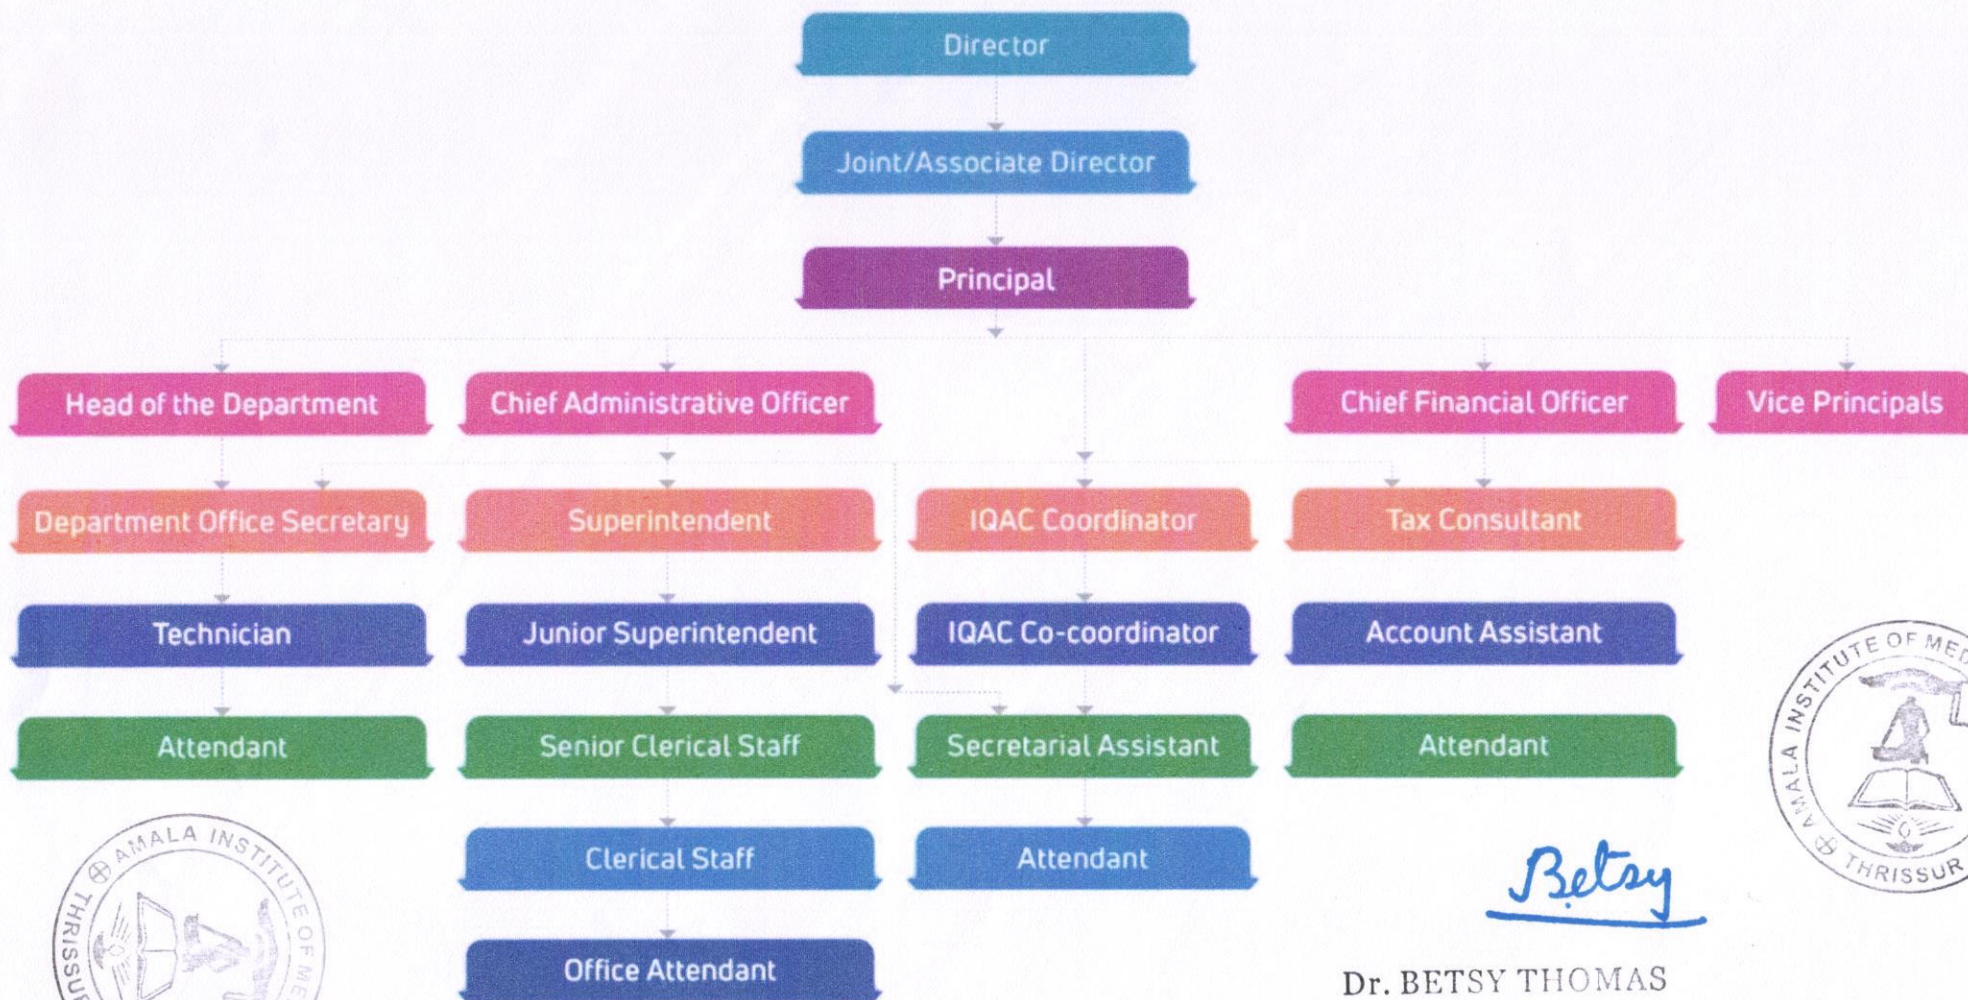 Director
Joint/Associate Director
Principal
Head of the Department
Chief Administrative Officer
Chief Financial Officer
Vice Principals
Department Office Secretary
Superintendent
IQAC Coordinator
Tax Consultant
Technician
Junior Superintendent
IQAC Co-coordinator
Account Assistant
Attendant
Senior Clerical Staff
Secretarial Assistant
Attendant
Clerical Staff
Attendant
Office Attendant
AMALA INSTITUTE OF MED
THRISSUR
AMALA INSTITUTE OF ME
THRISSU
Betsy
Dr. BETSY THOMAS